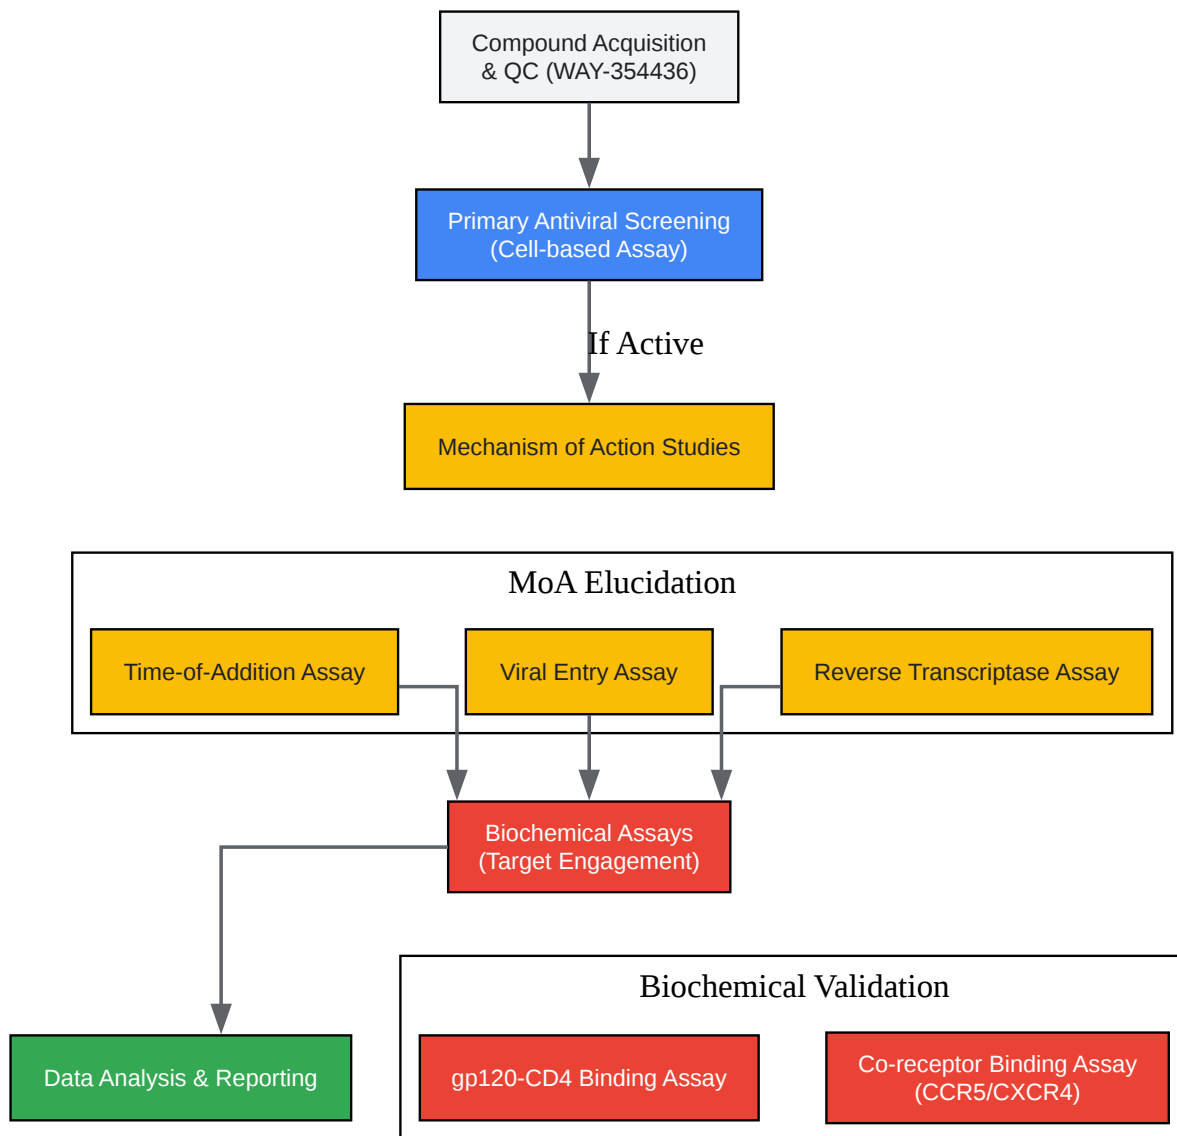 Compound Acquisition
& QC (WAY-354436)
Primary Antiviral Screening
(Cell-based Assay)
If Active
Mechanism of Action Studies
MoA Elucidation
Time-of-Addition Assay
Viral Entry Assay
Reverse Transcriptase Assay
Biochemical Assays
(Target Engagement)
Biochemical Validation
Data Analysis & Reporting
gp120-CD4 Binding Assay
Co-receptor Binding Assay
(CCR5/CXCR4)